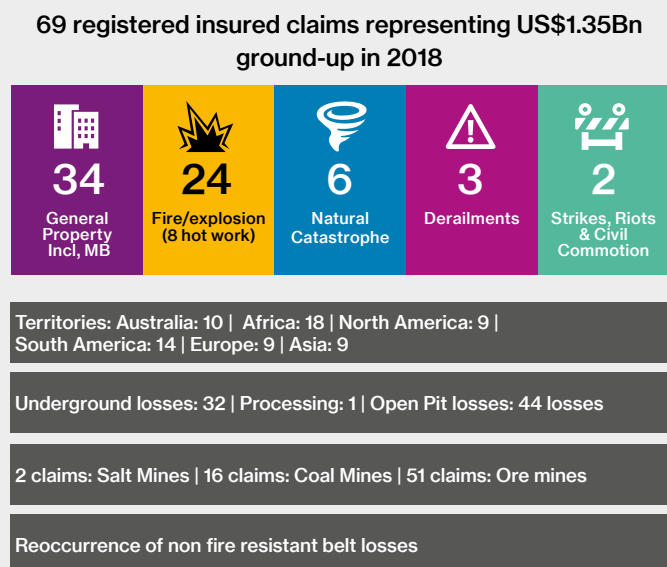 69 registered insured claims representing US$1.35Bn
ground-up in 2018
34
General
Property
Incl, MB
24
Fire/explosion
(8 hot work)
6
Natural
Catastrophe
3
Derailments
2
Strikes, Riots
& Civil
Commotion
Territories: Australia: 10 | Africa: 18 | North America: 9 |
South America: 14 | Europe: 9 | Asia: 9
Underground losses: 32 | Processing: 1 | Open Pit losses: 44 losses
2 claims: Salt Mines | 16 claims: Coal Mines | 51 claims: Ore mines
Reoccurrence of non fire resistant belt losses